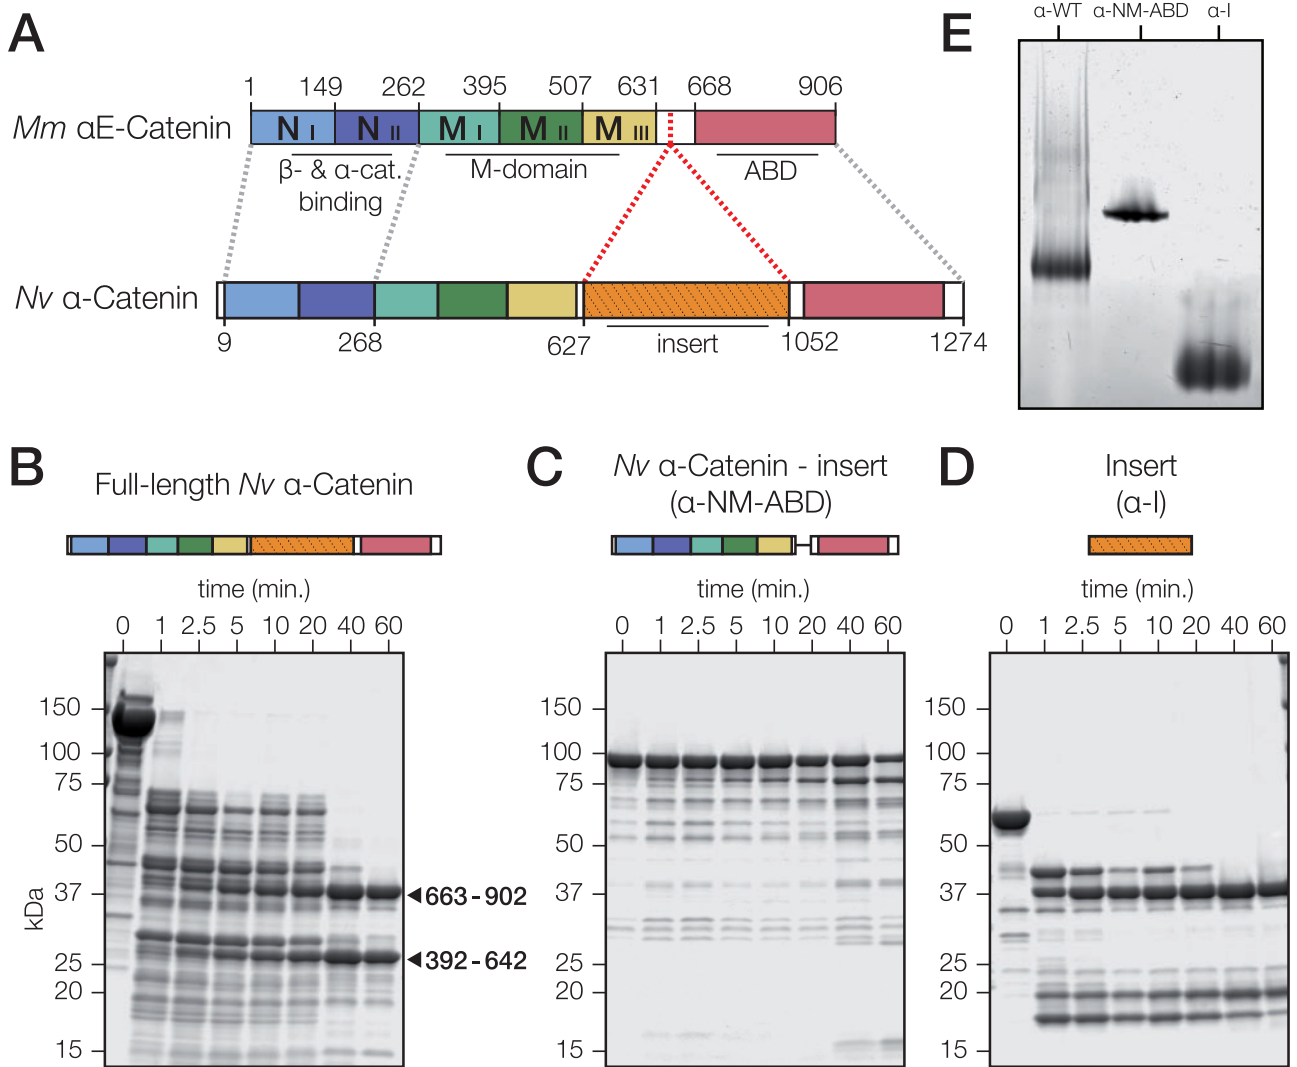 A
1 149 262 395 507 631 668 906
Mm αE-Catenin
N I N II M I M II M III
β- & α-cat.
binding
M-domain
ABD
Nv α-Catenin
9 268 627 insert 1052 1274
E
α-WT α-NM-ABD α-I
B
Full-length Nv α-Catenin
time (min.)
0 1 2.5 5 10 20 40 60
150
100
75
50
37
25
20
15
kDa
◄663-902
◄392-642
C
Nv α-Catenin - insert
(α-NM-ABD)
time (min.)
0 1 2.5 5 10 20 40 60
150
100
75
50
37
25
20
15
D
Insert
(α-I)
time (min.)
0 1 2.5 5 10 20 40 60
150
100
75
50
37
25
20
15